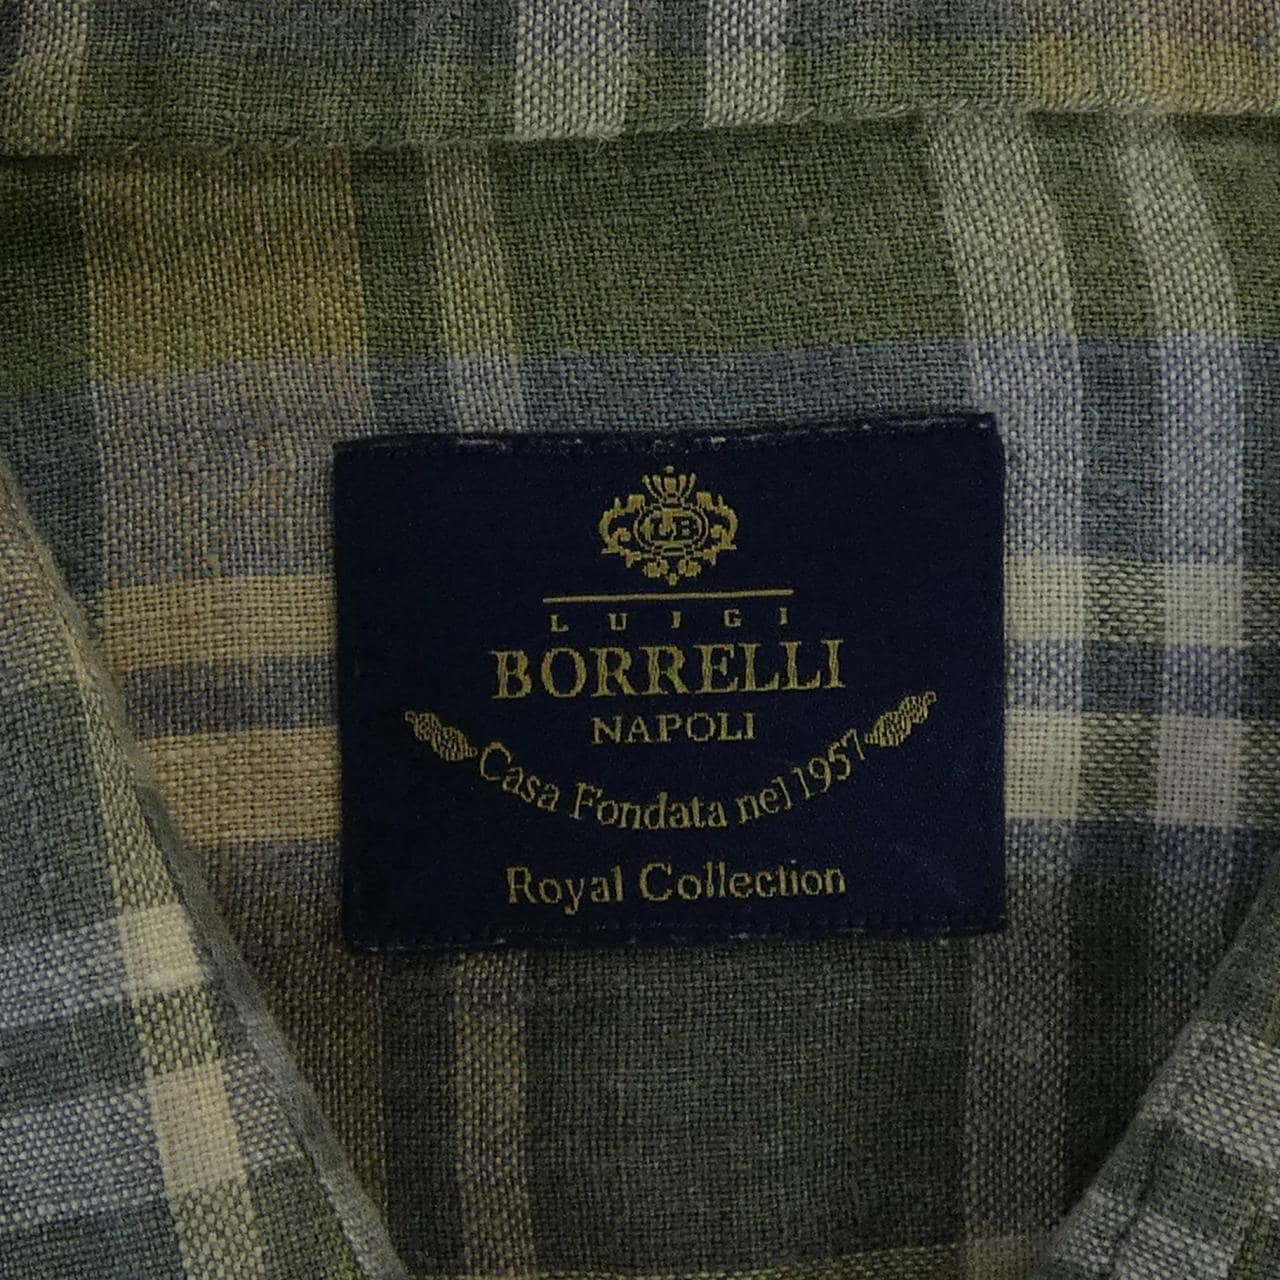 LB
LUIGI
BORRELLI
NAPOLI
Casa Fondata nel 1957
Royal Collection